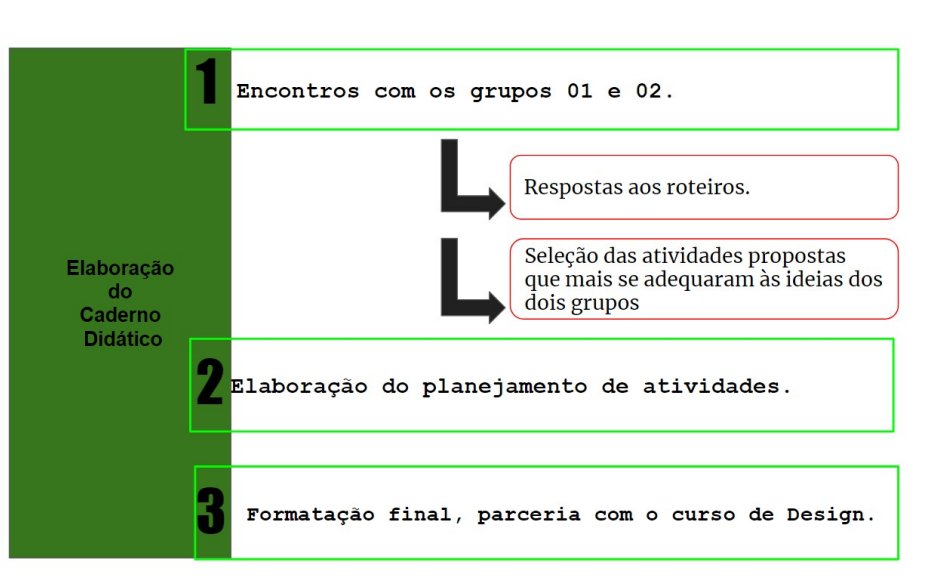 1
Encontros com os grupos 01 e 02.
Respostas aos roteiros.
Seleção das atividades propostas
que mais se adequaram às ideias dos
dois grupos
Elaboração
do
Caderno
Didático
2
Elaboração do planejamento de atividades.
3
Formatação final, parceria com o curso de Design.